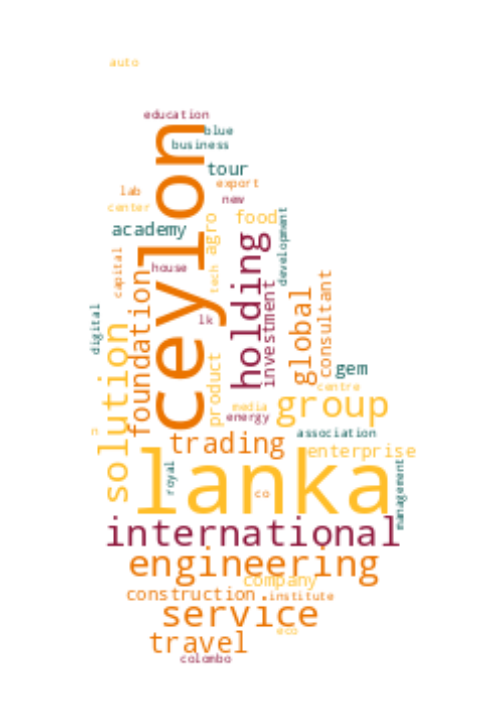 auto
education
blue
business
tour
lab
export
new
center
academy
agro
food
development
ceylon
holding
capital
house
tech
investment
foundation
global
consultant
digital
lk
solution
product
gem
centre
media
energy
group
association
trading
enterprise
lanka
royal
co
management
international
engineering
company
construction
institute
service
eco
travel
colombo